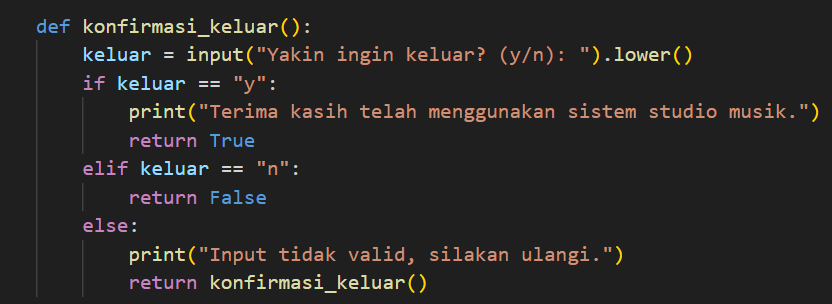 def konfirmasi_keluar():
    keluar = input("Yakin ingin keluar? (y/n): ").lower()
    if keluar == "y":
        print("Terima kasih telah menggunakan sistem studio musik.")
        return True
    elif keluar == "n":
        return False
    else:
        print("Input tidak valid, silakan ulangi.")
        return konfirmasi_keluar()